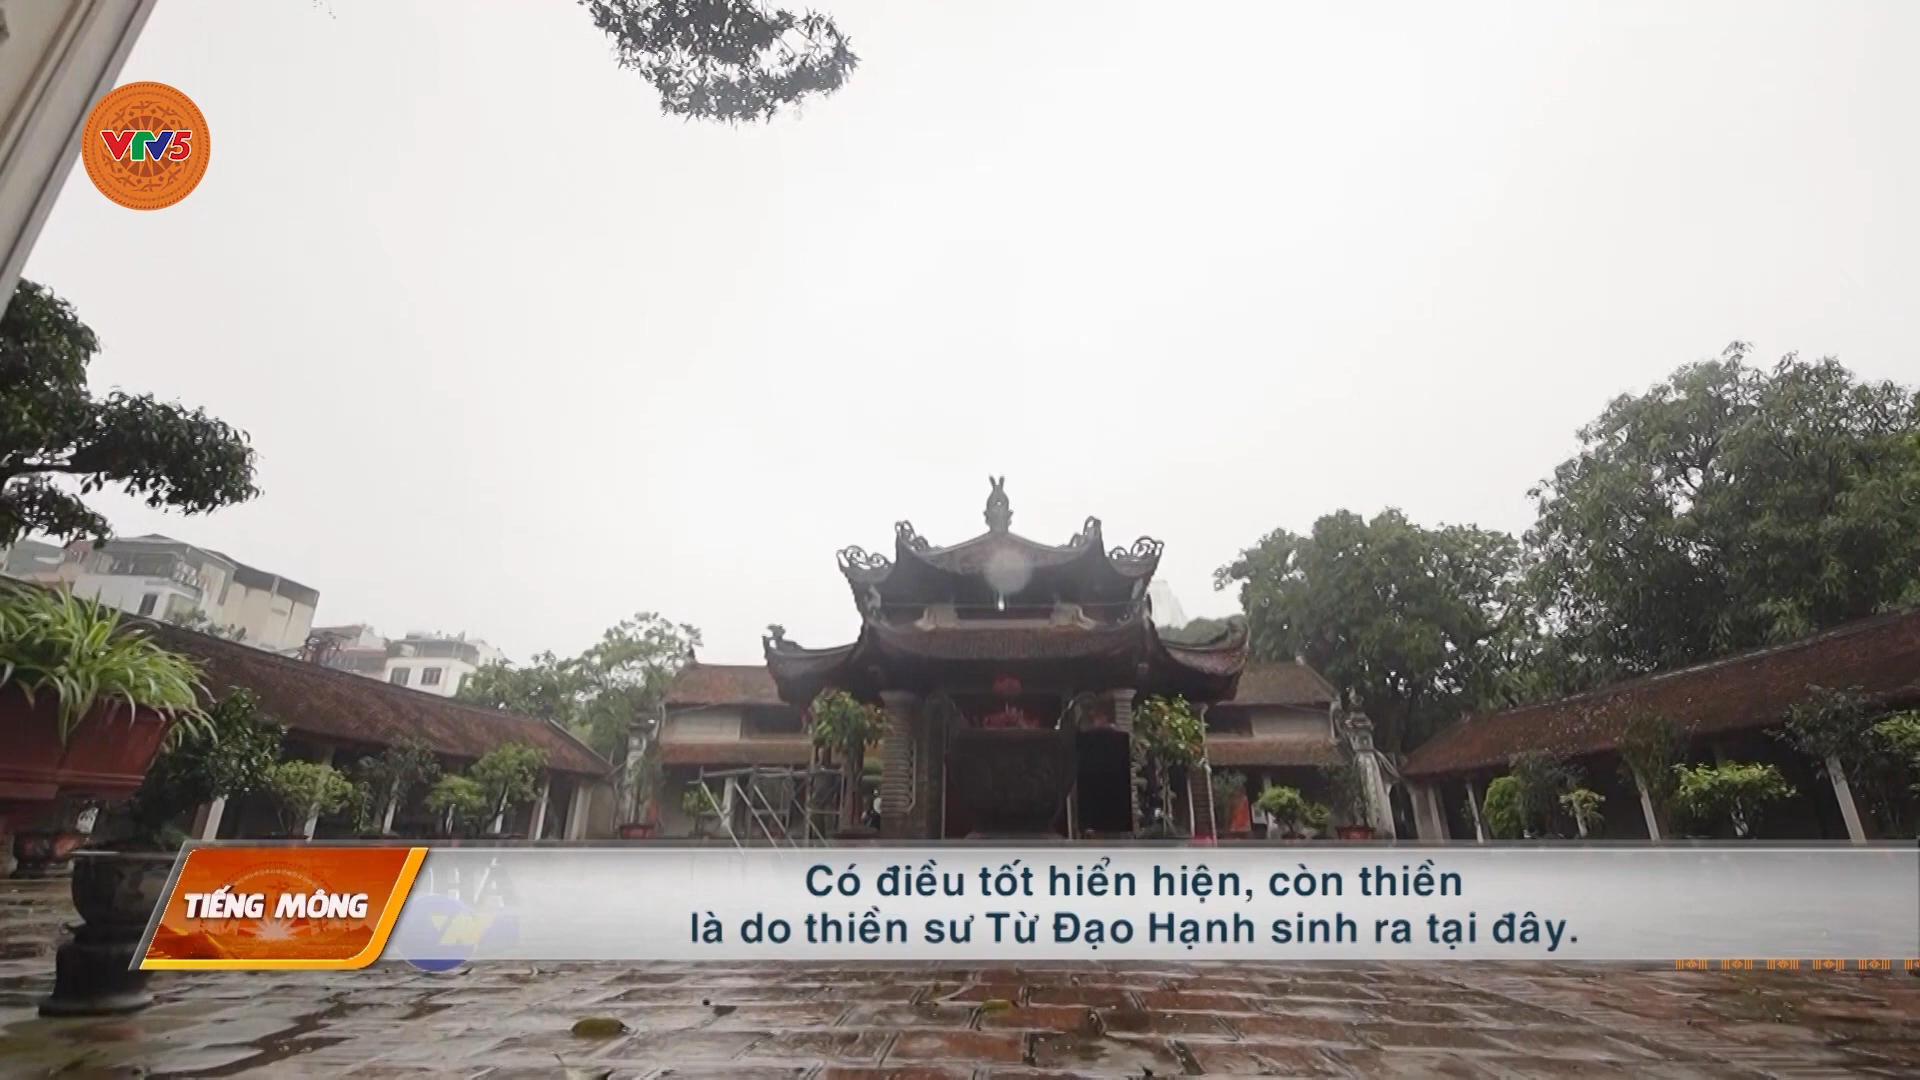 VTV5
Có điều tốt hiển hiện, còn thiền
TIẾNG MÔNG
là do thiền sư Từ Đạo Hạnh sinh ra tại đây.